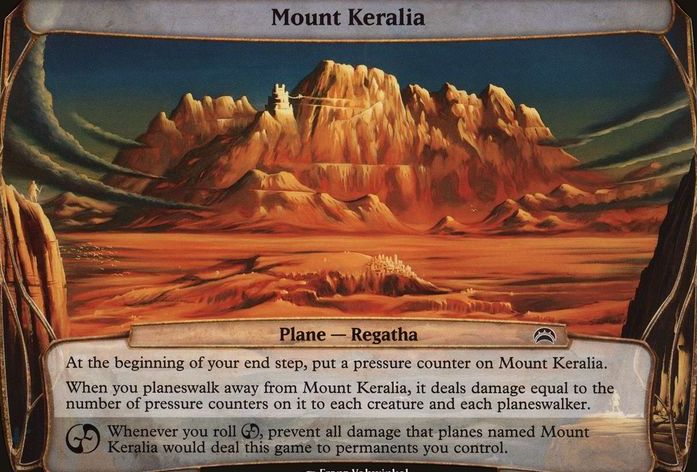 Mount Keralia
Plane — Regatha
At the beginning of your end step, put a pressure counter on Mount Keralia.
When you planeswalk away from Mount Keralia, it deals damage equal to the
number of pressure counters on it to each creature and each planeswalker.
Whenever you roll , prevent all damage that planes named Mount
Keralia would deal this game to permanents you control.